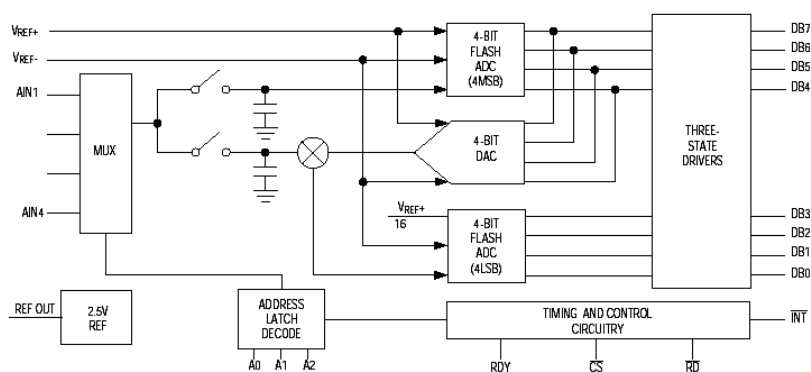 VREF+
VREF-
AIN1
AIN4
MUX
4-BIT
FLASH
ADC
(4MSB)
4-BIT
DAC
VREF+
16
4-BIT
FLASH
ADC
(4LSB)
THREE-
STATE
DRIVERS
DB7
DB6
DB5
DB4
DB3
DB2
DB1
DB0
REF OUT
2.5V
REF
ADDRESS
LATCH
DECODE
A0 A1 A2
TIMING AND CONTROL
CIRCUITRY
INT
RDY CS RD